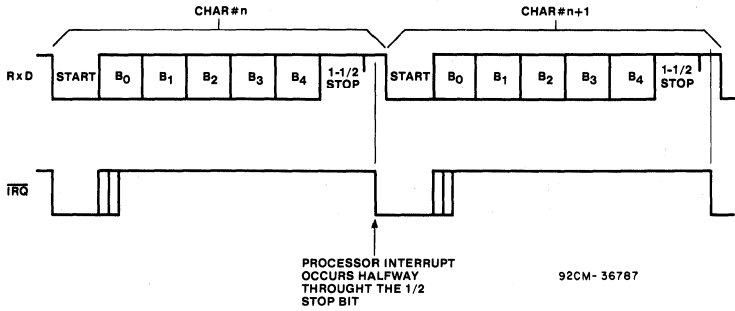 CHAR#n
CHAR#n+1
RxD
START
B0
B1
B2
B3
B4
1-1/2
STOP
START
B0
B1
B2
B3
B4
1-1/2
STOP
IRQ
PROCESSOR INTERRUPT
OCCURS HALFWAY
THROUGHT THE 1/2
STOP BIT
92CM-36787